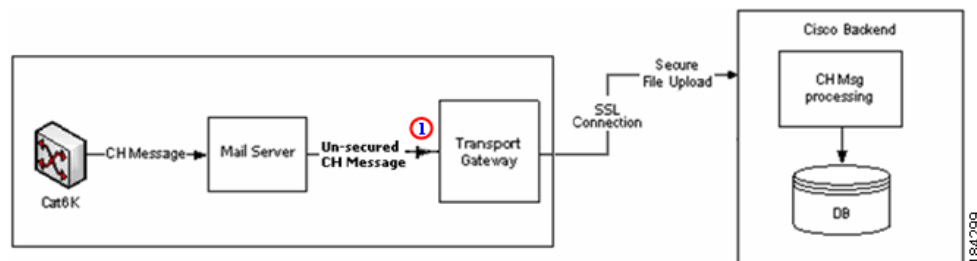 Cisco Backend
CH Msg
processing
DB
Secure
File Upload
SSL
Connection
1
Transport
Gateway
Un-secured
CH Message
Mail Server
CH Message
Cat6K
184299